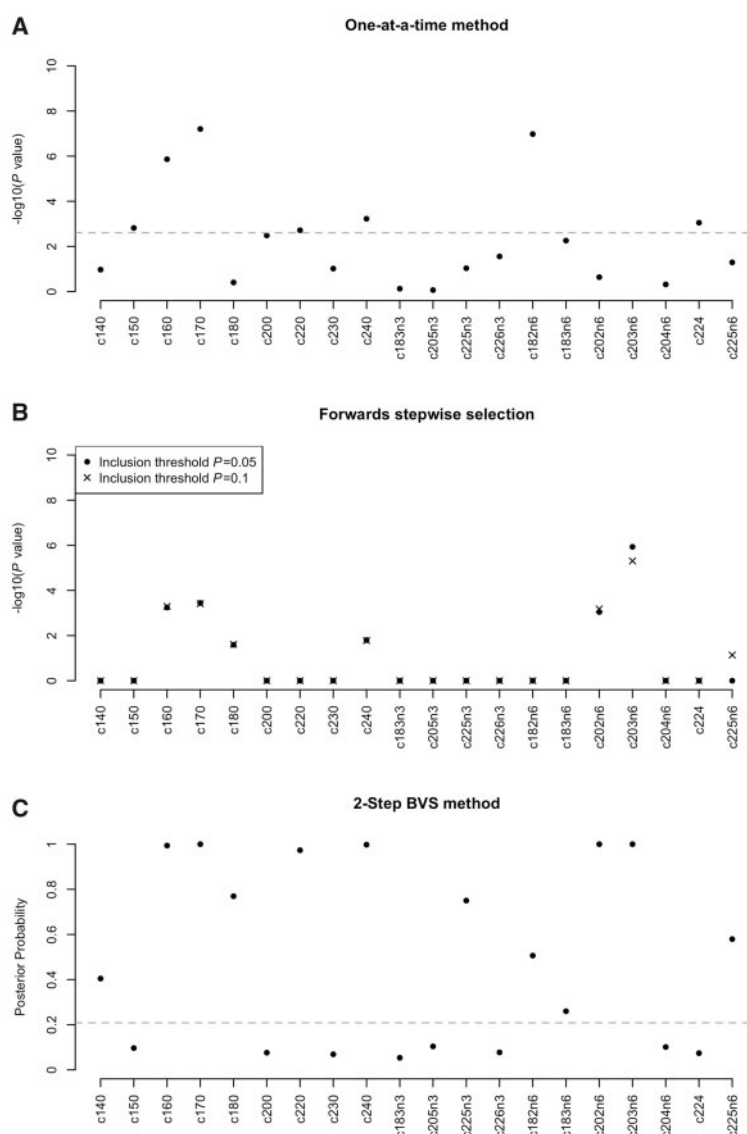 A
One-at-a-time method
-log10(P value)
10
8
6
4
2
0
c140
c150
c160
c170
c180
c200
c220
c230
c240
c183n3
c205n3
c225n3
c226n3
c182n6
c183n6
c202n6
c203n6
c204n6
c224
c225n6
B
Forwards stepwise selection
-log10(P value)
10
8
6
4
2
0
Inclusion threshold P=0.05
Inclusion threshold P=0.1
c140
c150
c160
c170
c180
c200
c220
c230
c240
c183n3
c205n3
c225n3
c226n3
c182n6
c183n6
c202n6
c203n6
c204n6
c224
c225n6
C
2-Step BVS method
Posterior Probability
1
0.8
0.6
0.4
0.2
0
c140
c150
c160
c170
c180
c200
c220
c230
c240
c183n3
c205n3
c225n3
c226n3
c182n6
c183n6
c202n6
c203n6
c204n6
c224
c225n6